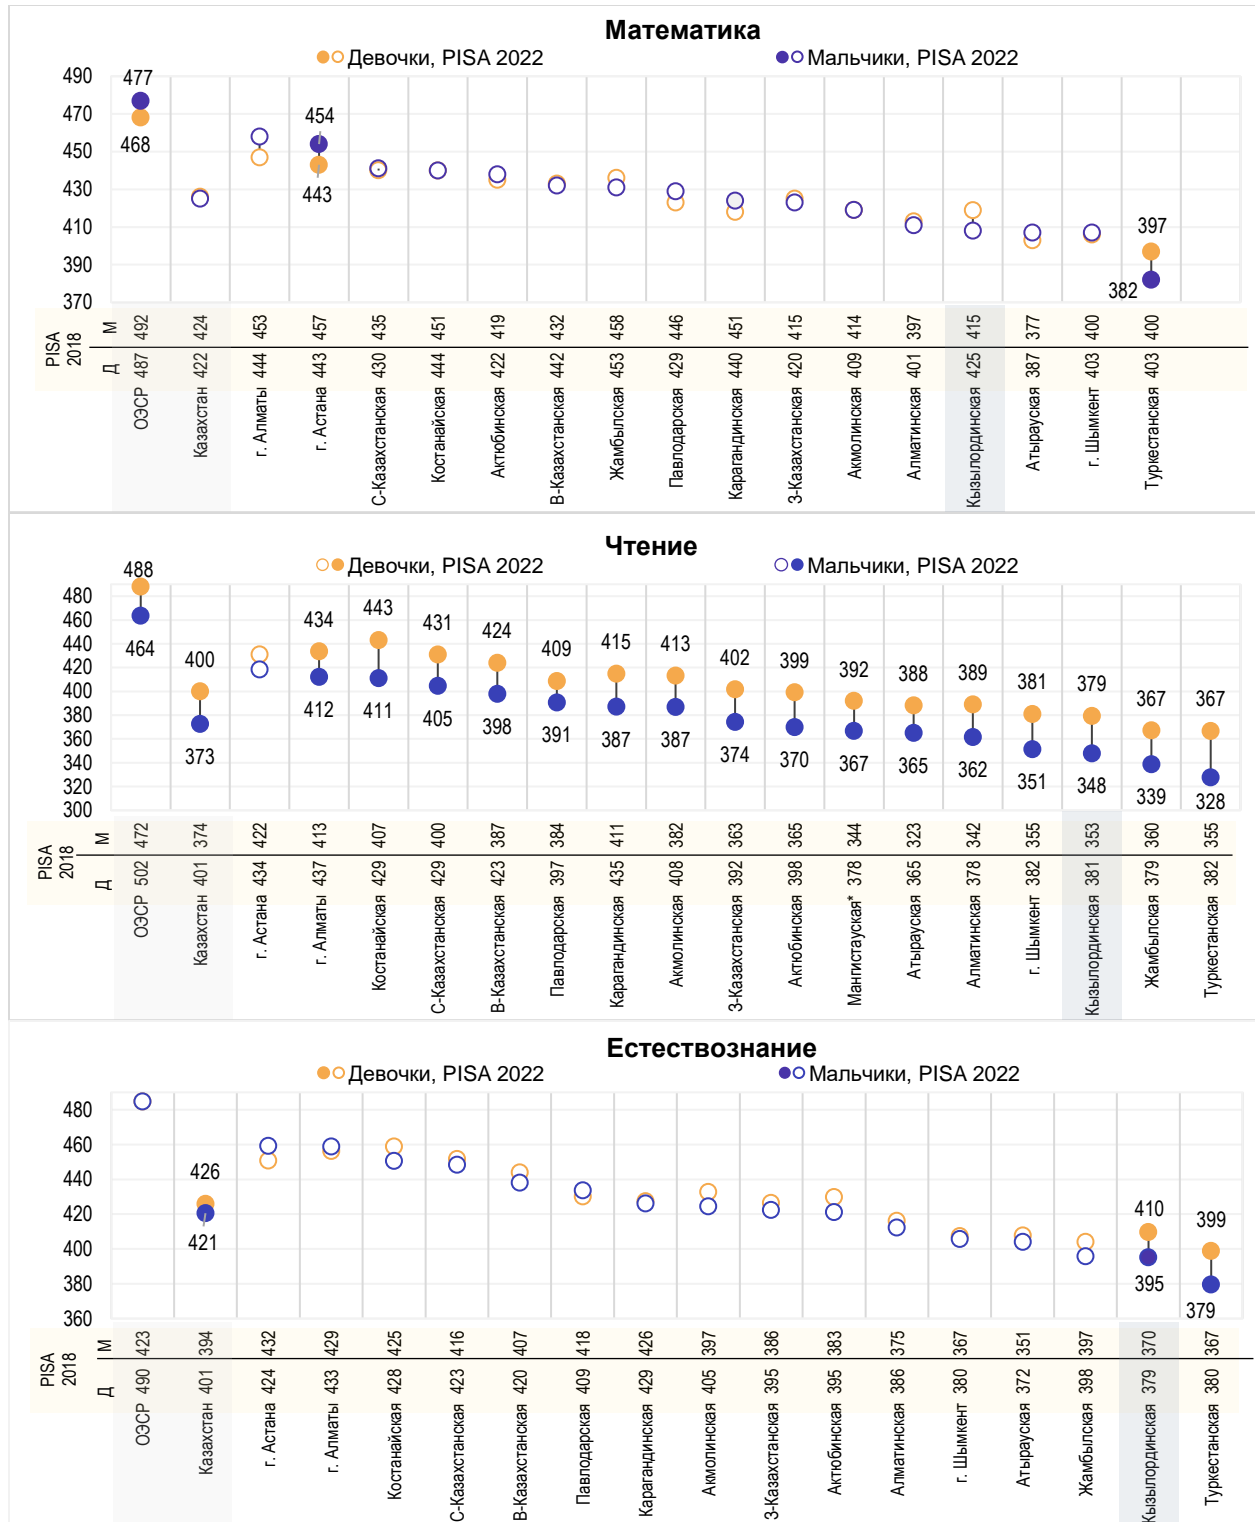 Математика
Девочки, PISA 2022 Мальчики, PISA 2022
490
470
450
430
410
390
370
477
468
454
443
397
382
PISA 2018
М 492 424 453 457 435 451 419 432 458 446 451 415 414 397 415 377 400 400
Д 487 422 444 443 430 444 422 442 453 429 440 420 409 401 425 387 403 403
ОЭСР
Казахстан
г. Алматы
г. Астана
С-Казахстанская
Костанайская
Актюбинская
В-Казахстанская
Жамбылская
Павлодарская
Карагандинская
З-Казахстанская
Акмолинская
Алматинская
Кызылординская
Атырауская
г. Шымкент
Туркестанская
Чтение
Девочки, PISA 2022 Мальчики, PISA 2022
480
460
440
420
400
380
360
340
320
300
488 400 434 443 431 424 409 415 413 402 399 392 388 389 381 379 367 367
464 373 412 411 405 398 391 387 387 374 370 367 365 362 351 348 339 328
PISA 2018
М 472 374 422 413 407 400 387 384 411 382 363 365 344 323 342 355 353 360 355
Д 502 401 434 437 429 429 423 397 435 408 392 398 378 365 378 382 381 379 382
ОЭСР
Казахстан
г. Астана
г. Алматы
Костанайская
С-Казахстанская
В-Казахстанская
Павлодарская
Карагандинская
Акмолинская
З-Казахстанская
Актюбинская
Мангистауская*
Атырауская
Алматинская
г. Шымкент
Кызылординская
Жамбылская
Туркестанская
Естествознание
Девочки, PISA 2022 Мальчики, PISA 2022
480
460
440
420
400
380
360
426
421
410
395
399
379
PISA 2018
М 423 394 432 429 425 416 407 418 426 397 386 383 375 367 351 397 370 367
Д 490 401 424 433 428 423 420 409 429 405 395 395 386 380 372 398 379 380
ОЭСР
Казахстан
г. Астана
г. Алматы
Костанайская
С-Казахстанская
В-Казахстанская
Павлодарская
Карагандинская
Акмолинская
З-Казахстанская
Актюбинская
Алматинская
г. Шымкент
Атырауская
Жамбылская
Кызылординская
Туркестанская